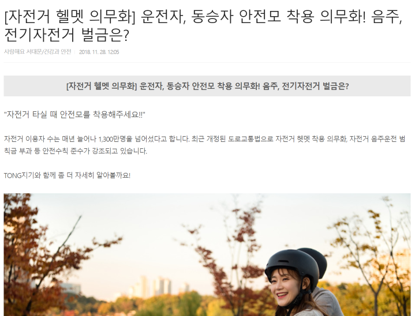 [자전거 헬멧 의무화] 운전자, 동승자 안전모 착용 의무화! 음주,
전기자전거 벌금은?
사랑해요 서대문/건강과 안전 2018. 11. 28. 12:05
[자전거 헬멧 의무화] 운전자, 동승자 안전모 착용 의무화! 음주, 전기자전거 벌금은?
"자전거 타실 때 안전모를 착용해주세요!!"
자전거 이용자 수는 매년 늘어나 1,300만명을 넘어섰다고 합니다. 최근 개정된 도로교통법으로 자전거 헬멧 착용 의무화, 자전거 음주운전 범
칙금 부과 등 안전수칙 준수가 강조되고 있습니다.
TONG지기와 함께 좀 더 자세히 알아볼까요!